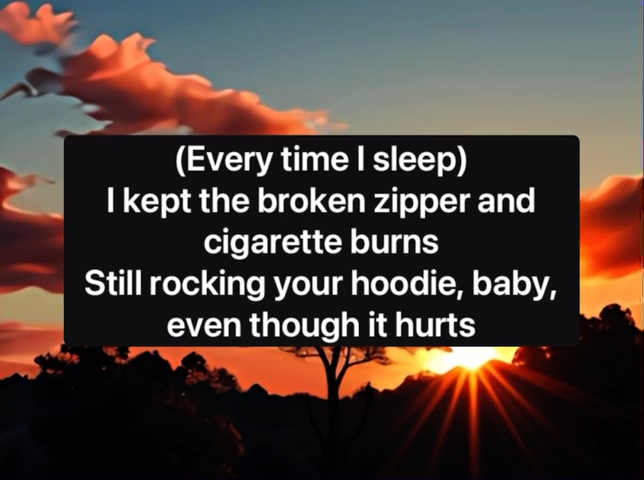 (Every time I sleep)
I kept the broken zipper and
cigarette burns
Still rocking your hoodie, baby,
even though it hurts